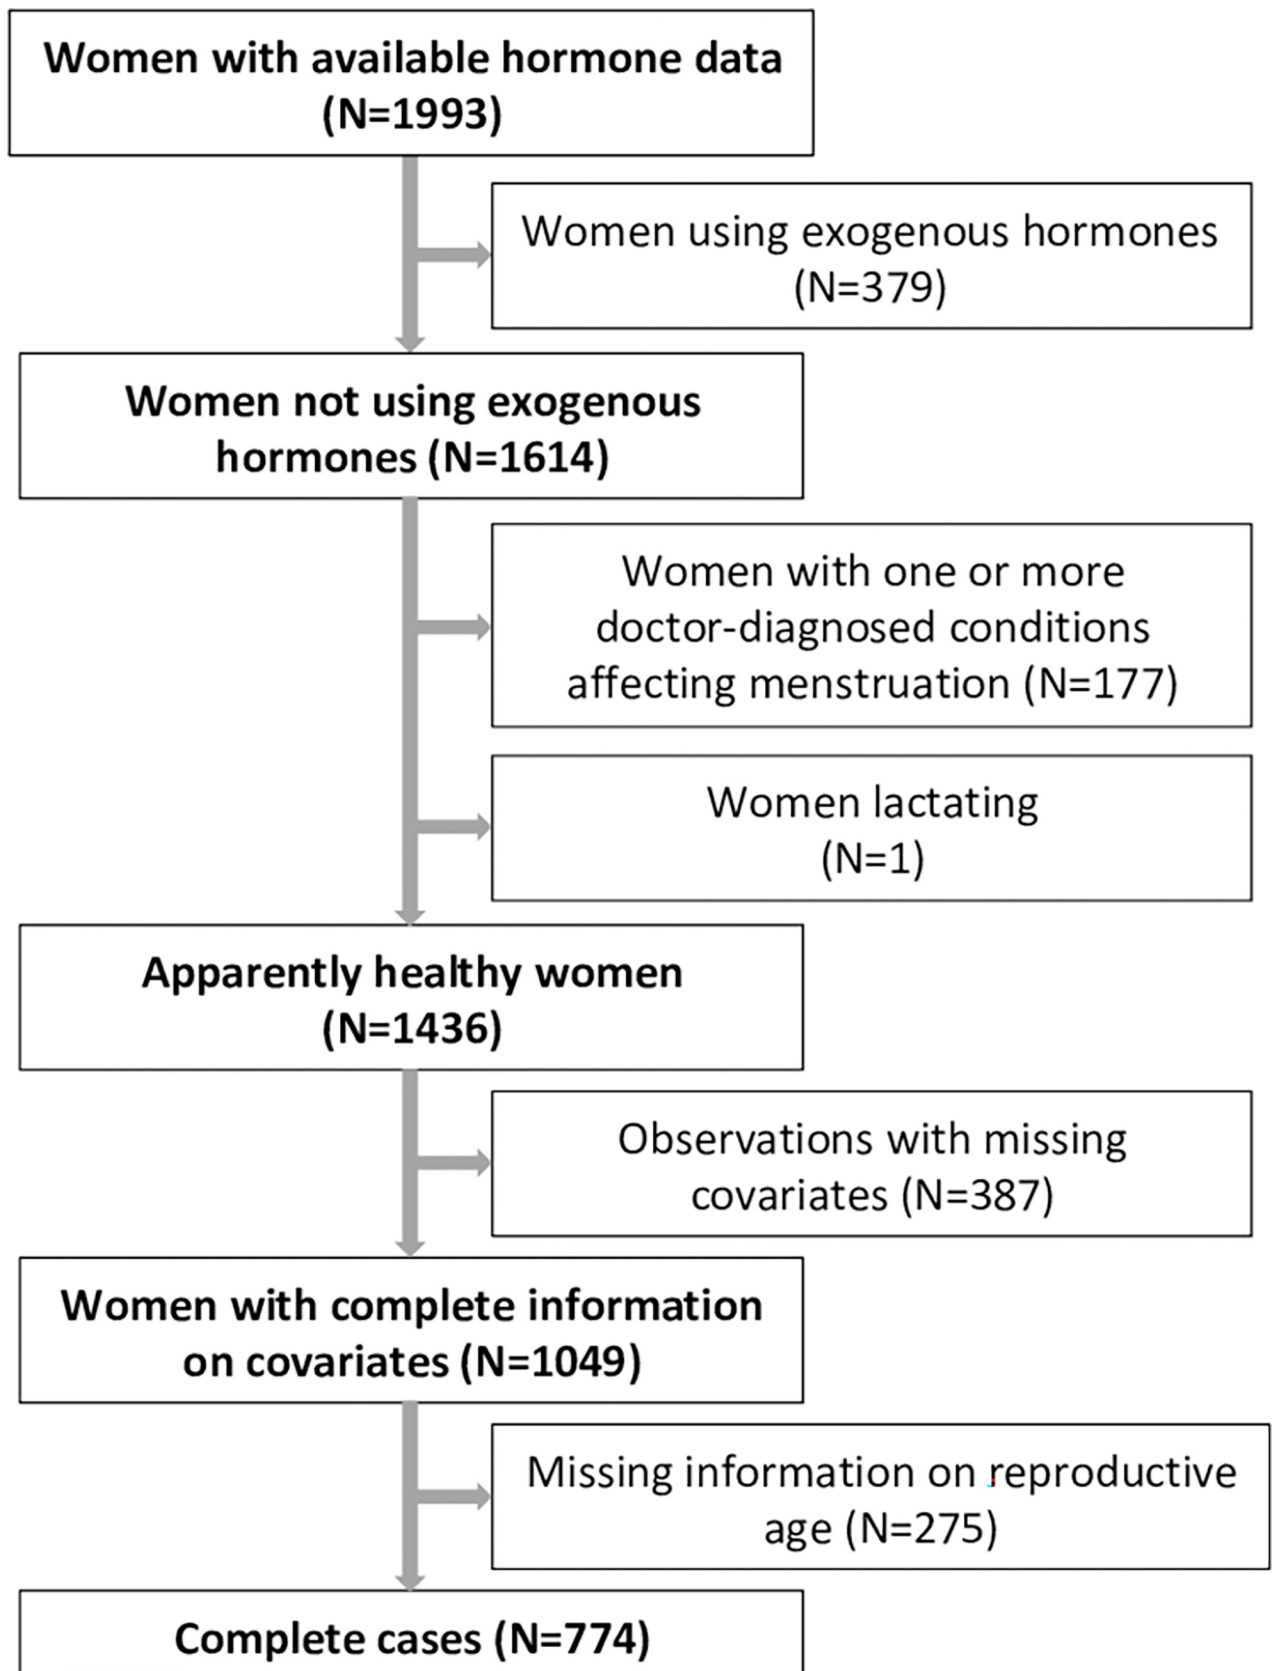 Women with available hormone data
(N=1993)
Women using exogenous hormones
(N=379)
Women not using exogenous
hormones (N=1614)
Women with one or more
doctor-diagnosed conditions
affecting menstruation (N=177)
Women lactating
(N=1)
Apparently healthy women
(N=1436)
Observations with missing
covariates (N=387)
Women with complete information
on covariates (N=1049)
Missing information on reproductive
age (N=275)
Complete cases (N=774)